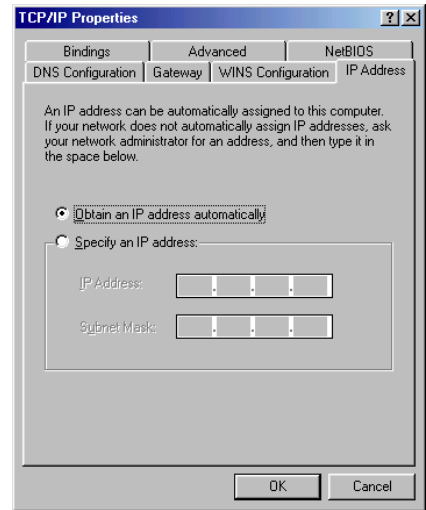 TCP/IP Properties
Bindings Advanced NetBIOS
DNS Configuration Gateway WINS Configuration IP Address
An IP address can be automatically assigned to this computer.
If your network does not automatically assign IP addresses, ask
your network administrator for an address, and then type it in
the space below.
Obtain an IP address automatically
Specify an IP address:
IP Address:
Subnet Mask:
OK Cancel